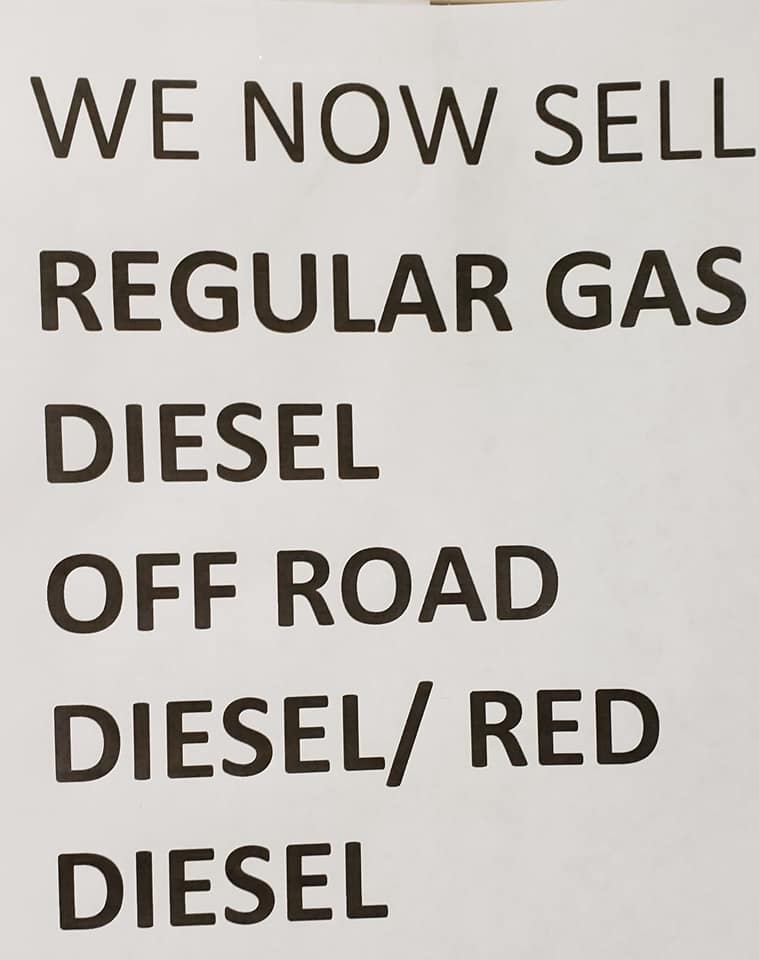 WE NOW SELL
REGULAR GAS
DIESEL
OFF ROAD
DIESEL/ RED
DIESEL